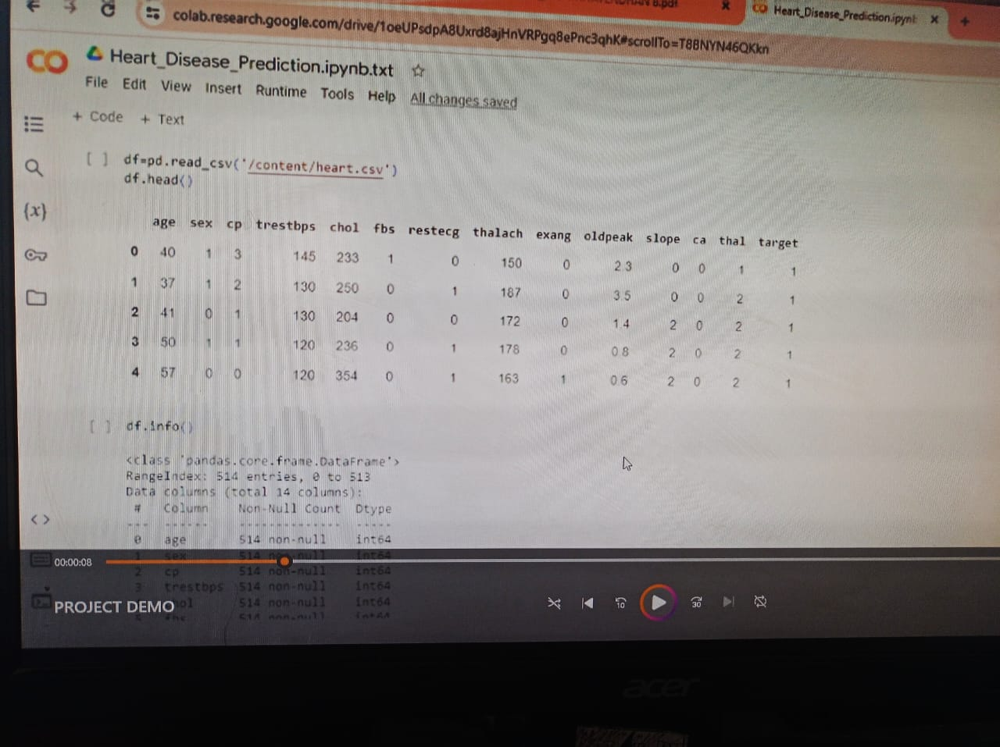 colab.research.google.com/drive/1oeUPsdpA8Uxrd8ajHnVRPgq8ePnc3qhK#scrollTo=T8BNYN46QKkn
Heart_Disease_Prediction.ipynb
Heart_Disease_Prediction.ipynb.txt
File Edit View Insert Runtime Tools Help All changes saved
+ Code + Text
[ ] df=pd.read_csv('/content/heart.csv')
df.head()
age sex cp trestbps chol fbs restecg thalach exang oldpeak slope ca thal target
0 40 1 3 145 233 1 0 150 0 2.3 0 0 1 1
1 37 1 2 130 250 0 1 187 0 3.5 0 0 2 1
2 41 0 1 130 204 0 0 172 0 1.4 2 0 2 1
3 50 1 1 120 236 0 1 178 0 0.8 2 0 2 1
4 57 0 0 120 354 0 1 163 1 0.6 2 0 2 1
[ ] df.info()
<class 'pandas.core.frame.DataFrame'>
RangeIndex: 514 entries, 0 to 513
Data columns (total 14 columns):
# Column Non-Null Count Dtype
--- ------ -------------- -----
0 age 514 non-null int64
1 sex 514 non-null int64
00:00:08
2 cp 514 non-null int64
3 trestbps 514 non-null int64
514 non-null int64
PROJECT DEMO
10
30
acer